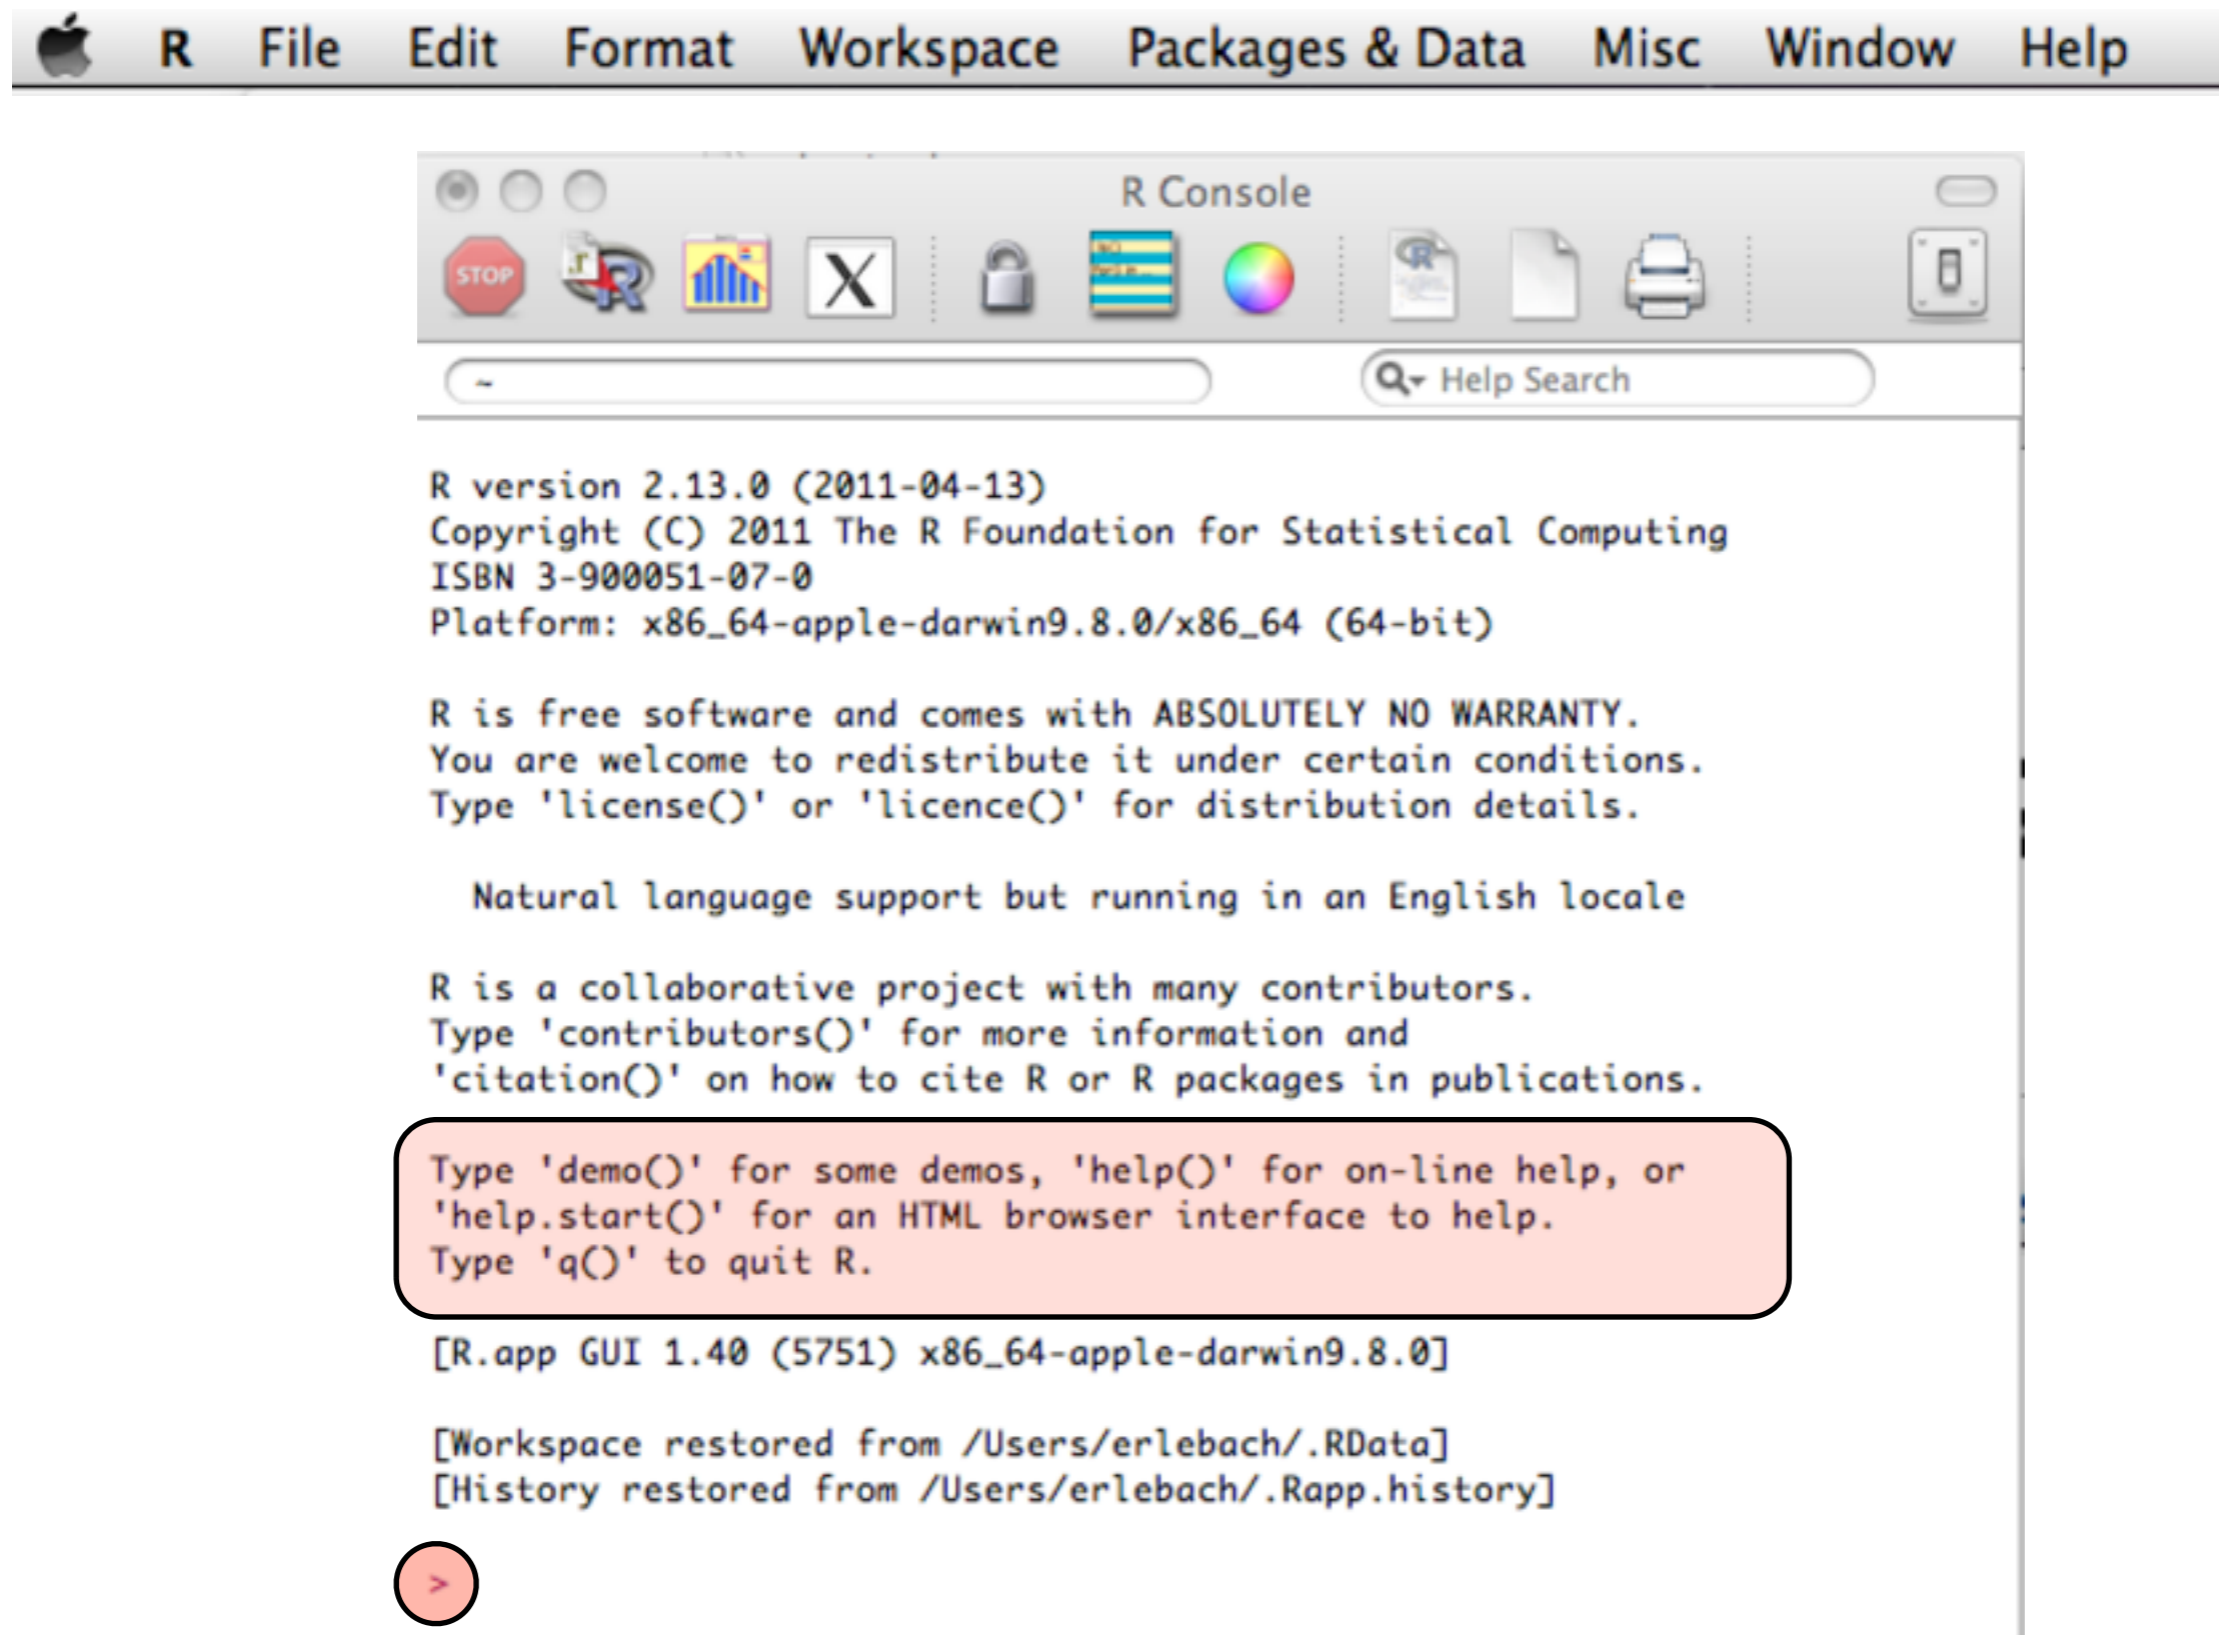 R File Edit Format Workspace Packages & Data Misc Window Help
R Console
STOP
X
~
Help Search
R version 2.13.0 (2011-04-13)
Copyright (C) 2011 The R Foundation for Statistical Computing
ISBN 3-900051-07-0
Platform: x86_64-apple-darwin9.8.0/x86_64 (64-bit)
R is free software and comes with ABSOLUTELY NO WARRANTY.
You are welcome to redistribute it under certain conditions.
Type 'license()' or 'licence()' for distribution details.
Natural language support but running in an English locale
R is a collaborative project with many contributors.
Type 'contributors()' for more information and
'citation()' on how to cite R or R packages in publications.
Type 'demo()' for some demos, 'help()' for on-line help, or
'help.start()' for an HTML browser interface to help.
Type 'q()' to quit R.
[R.app GUI 1.40 (5751) x86_64-apple-darwin9.8.0]
[Workspace restored from /Users/erlebach/.RData]
[History restored from /Users/erlebach/.Rapp.history]
>